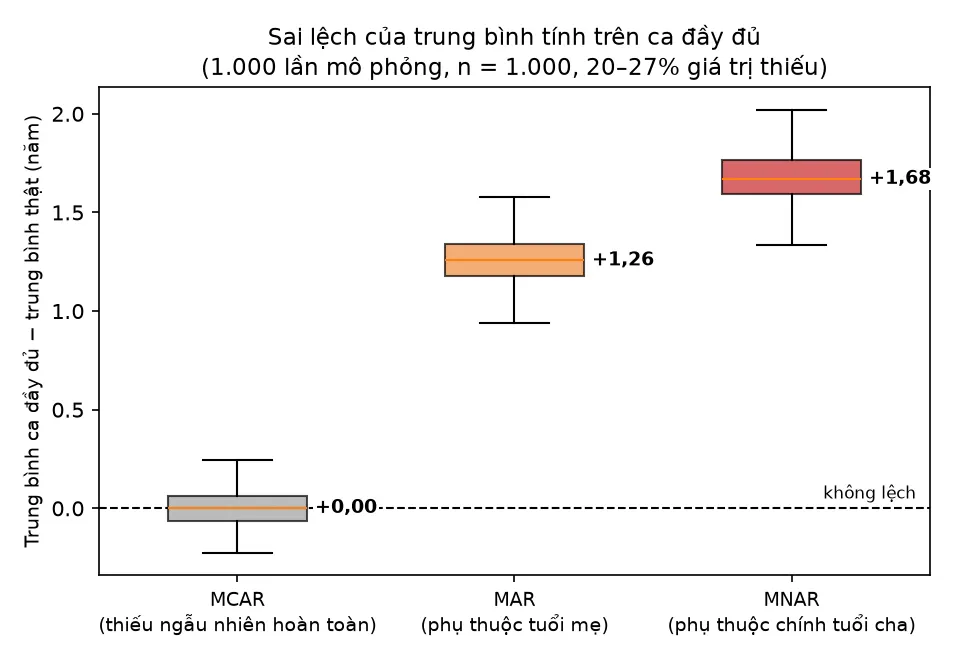 Sai lệch của trung bình tính trên ca đầy đủ
(1.000 lần mô phỏng, n = 1.000, 20–27% giá trị thiếu)
Trung bình ca đầy đủ − trung bình thật (năm)
2.0
1.5
1.0
0.5
0.0
+1,68
+1,26
+0,00
không lệch
MCAR
(thiếu ngẫu nhiên hoàn toàn)
MAR
(phụ thuộc tuổi mẹ)
MNAR
(phụ thuộc chính tuổi cha)